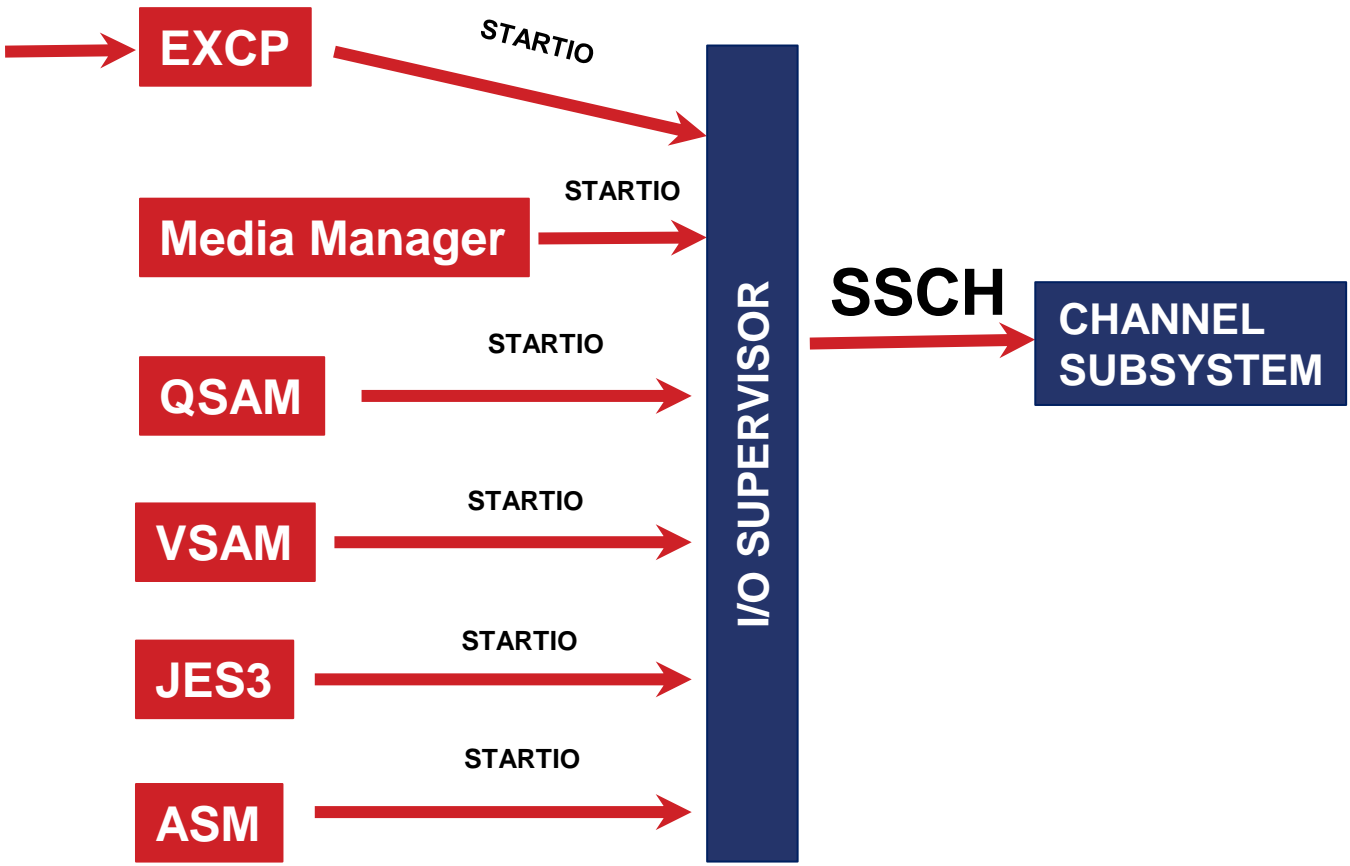 EXCP
STARTIO
STARTIO
Media Manager
STARTIO
QSAM
STARTIO
VSAM
STARTIO
JES3
STARTIO
ASM
I/O SUPERVISOR
SSCH
CHANNEL
SUBSYSTEM